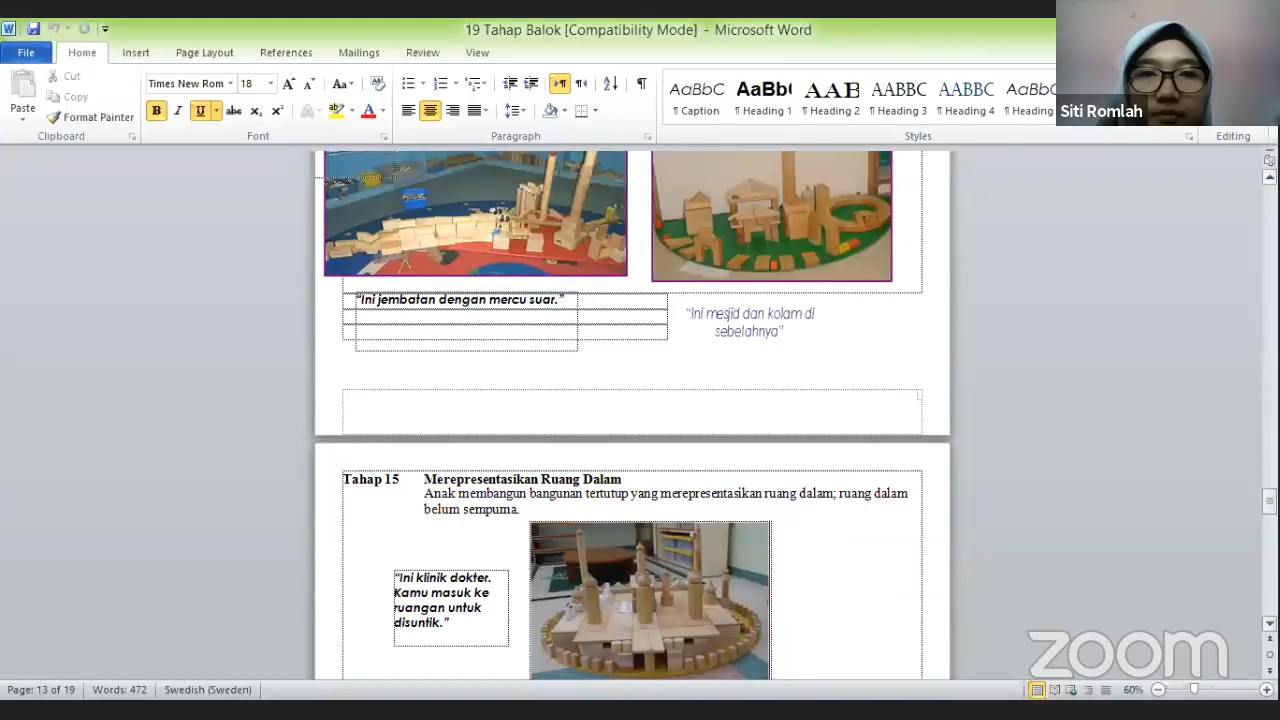 19 Tahap Balok [Compatibility Mode] - Microsoft Word
File Home Insert Page Layout References Mailings Review View
Paste
Cut
Copy
Format Painter
Clipboard
Times New Rom 18
Font
Paragraph
AaBbC AaBb( AAB AABBC AABBC AaBbC
¶ Caption ¶ Heading 1 ¶ Heading 2 ¶ Heading 3 ¶ Heading 4
Styles
Editing
Siti Romlah
“Ini jembatan dengan mercu suar.”
“Ini mesjid dan kolam di
sebelahnya”
Tahap 15 Merepresentasikan Ruang Dalam
Anak membangun bangunan tertutup yang merepresentasikan ruang dalam; ruang dalam
belum sempurna.
“Ini klinik dokter.
Kamu masuk ke
ruangan untuk
disuntik.”
zoom
Page: 13 of 19 Words: 472 Swedish (Sweden) 60%